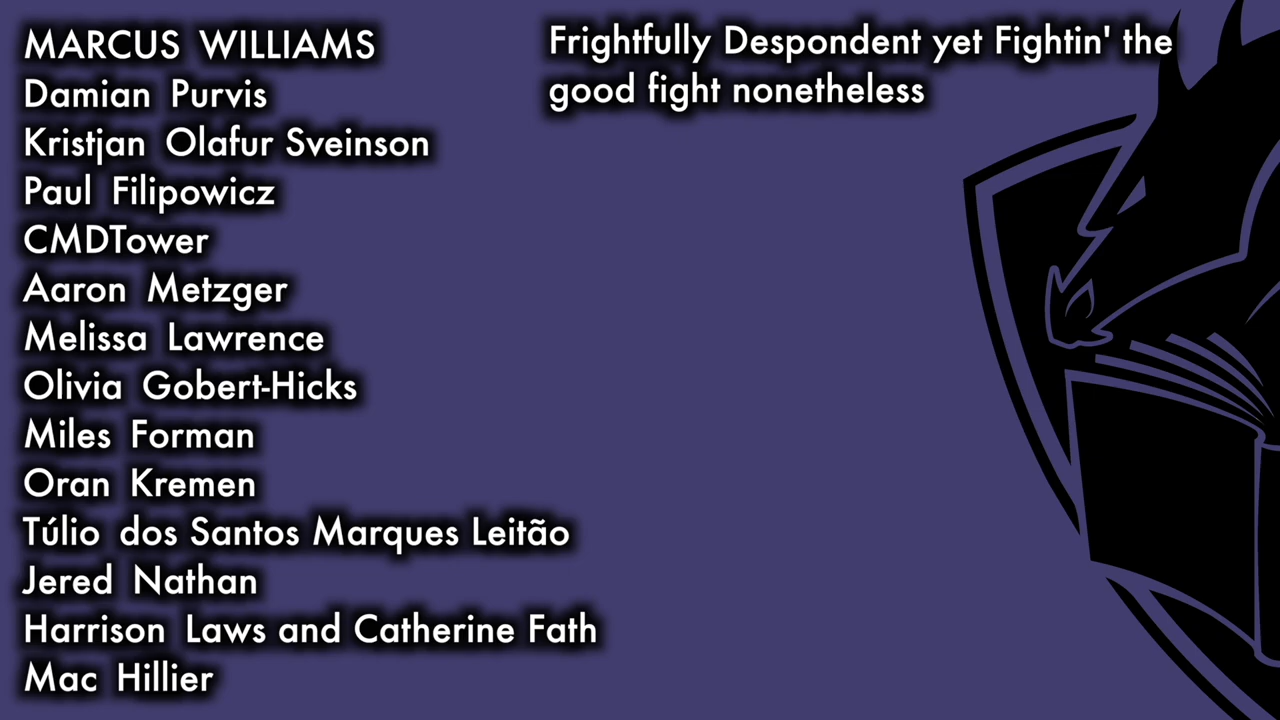 MARCUS WILLIAMS
Damian Purvis
Kristjan Olafur Sveinson
Paul Filipowicz
CMDTower
Aaron Metzger
Melissa Lawrence
Olivia Gobert-Hicks
Miles Forman
Oran Kremen
Túlio dos Santos Marques Leitão
Jered Nathan
Harrison Laws and Catherine Fath
Mac Hillier
Frightfully Despondent yet Fightin' the
good fight nonetheless